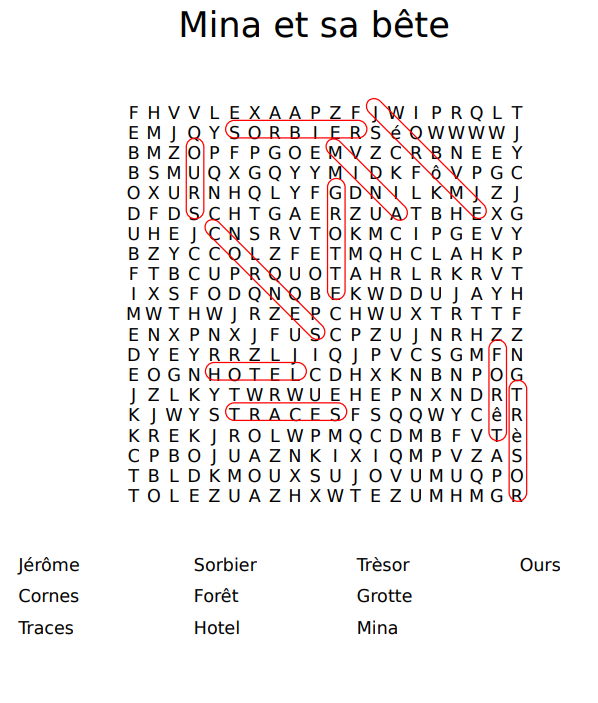 Mina et sa bête
F H V V L E X A A P Z F J W I P R Q L T
E M J Q Y S O R B I E R S é Q W W W W J
B M Z O P F P G O E M V Z C R B N E E Y
B S M U Q X G Q Y Y M I D K F ô V P G C
O X U R N H Q L Y F G D N I L K M J Z J
D F D S C H T G A E R Z U A T B H E X G
U H E J C N S R V T O K M C I P G E V Y
B Z Y C C O L Z F E T M Q H C L A H K P
F T B C U P R Q U O T A H R L R K R V T
I X S F O D Q N Q B E K W D D U J A Y H
M W T H W J R Z E P C H W U X T R T T F
E N X P N X J F U S C P Z U J N R H Z Z
D Y E Y R R Z L J I Q J P V C S G M F N
E O G N H O T E L C D H X K N B N P O G
J Z L K Y T W R W U E H E P N X N D R T
K J W Y S T R A C E S F S Q Q W Y C ê R
K R E K J R O L W P M Q C D M B F V T è
C P B O J U A Z N K I X I Q M P V Z A S
T B L D K M O U X S U J O V U M U Q P O
T O L E Z U A Z H X W T E Z U M H M G R
Jérôme Sorbier Trèsor Ours
Cornes Forêt Grotte
Traces Hotel Mina